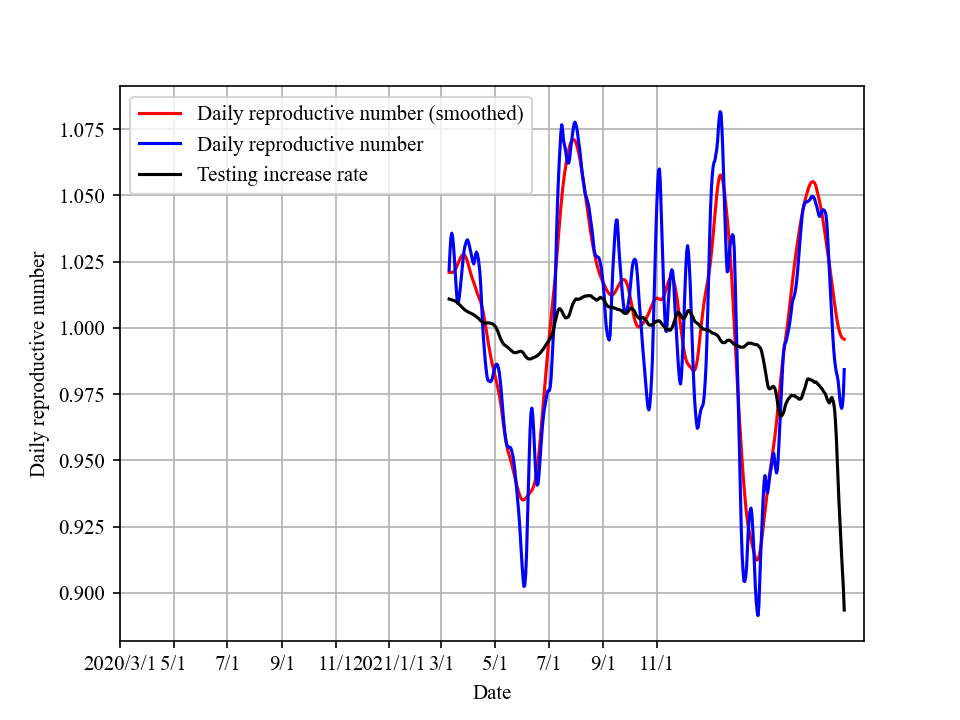 Daily reproductive number (smoothed)
Daily reproductive number
Testing increase rate
1.075
1.050
1.025
1.000
0.975
0.950
0.925
0.900
Daily reproductive number
2020/3/1 5/1 7/1 9/1 11/1 2021/1/1 3/1 5/1 7/1 9/1 11/1
Date